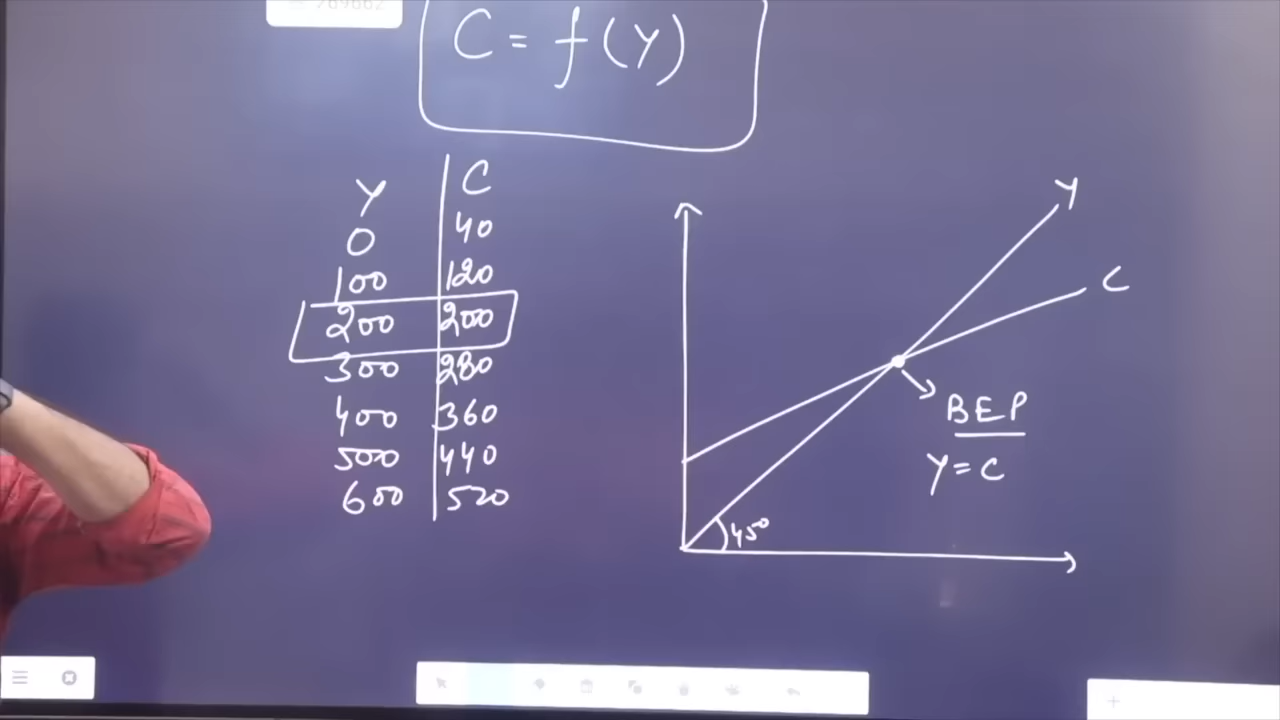 C = f(Y)
Y C
0 40
100 120
200 200
300 280
400 360
500 440
600 520
Y
C
BEP
Y = C
45°